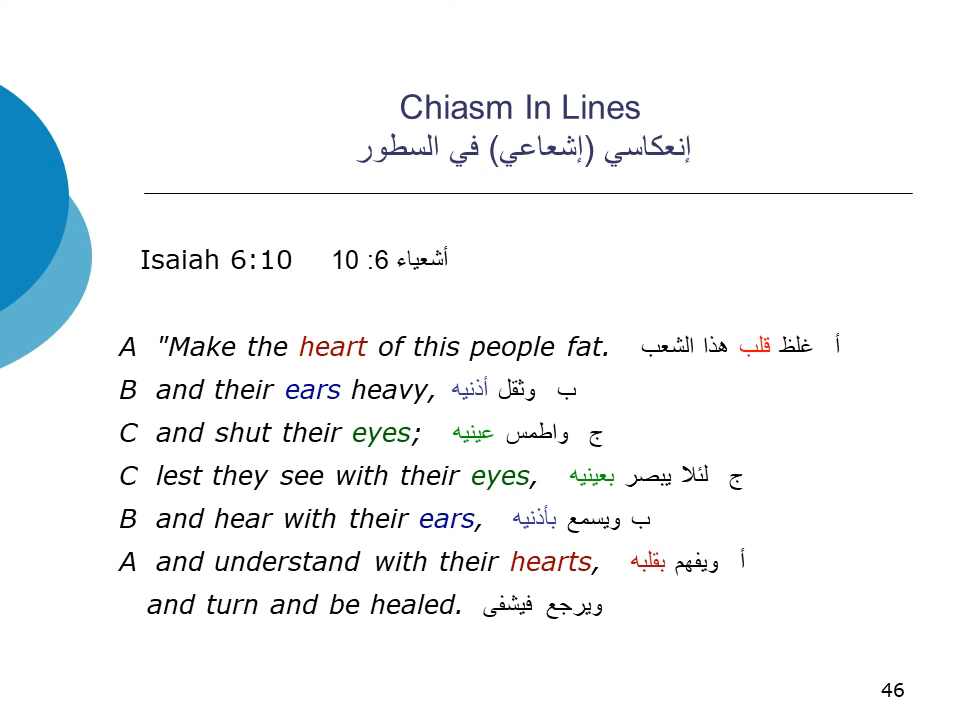 Chiasm In Lines
إنعكاسي (إشعاعي) في السطور
Isaiah 6:10 أشعياء 6: 10
A "Make the heart of this people fat. أ غلظ قلب هذا الشعب
B and their ears heavy, ب وثقل أذنيه
C and shut their eyes; ج واطمس عينيه
C lest they see with their eyes, ج لئلا يبصر بعينيه
B and hear with their ears, ب ويسمع بأذنيه
A and understand with their hearts, أ ويفهم بقلبه
and turn and be healed. ويرجع فيشفى
46